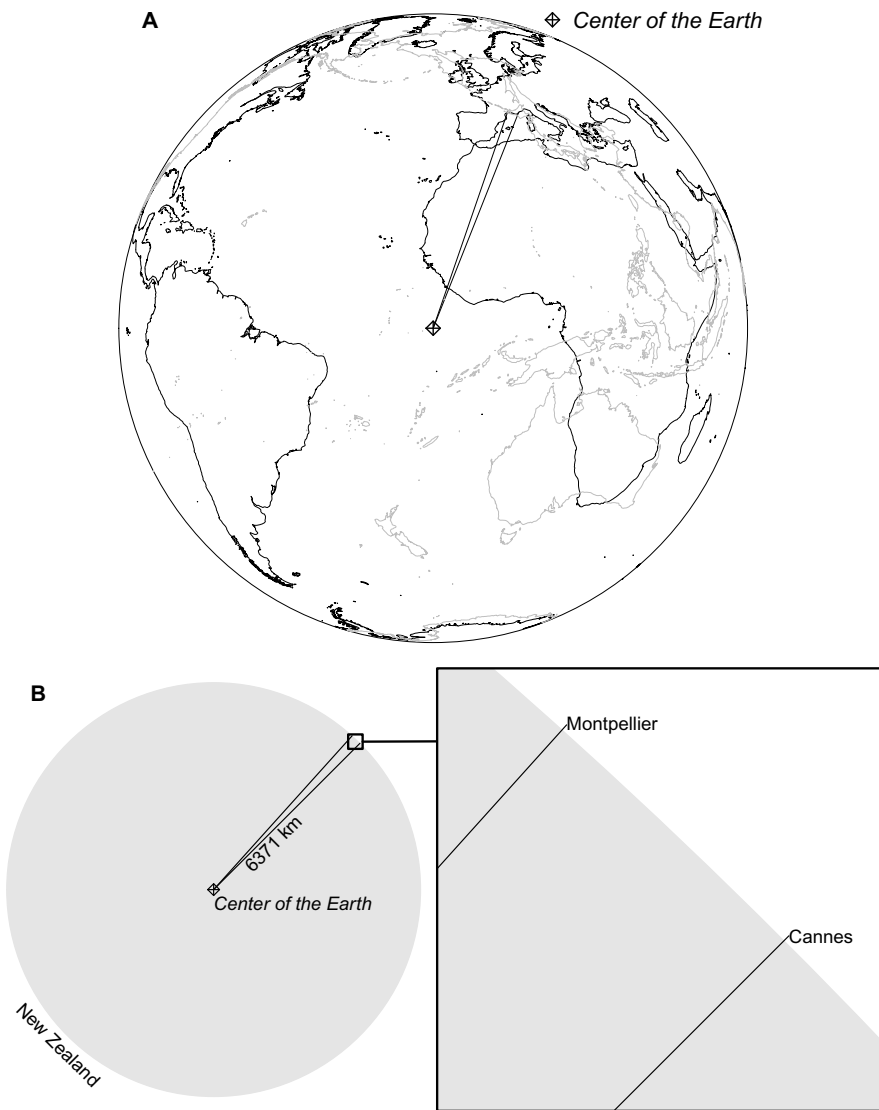 A
Center of the Earth
B
Montpellier
6371 km
Center of the Earth
Cannes
New Zealand